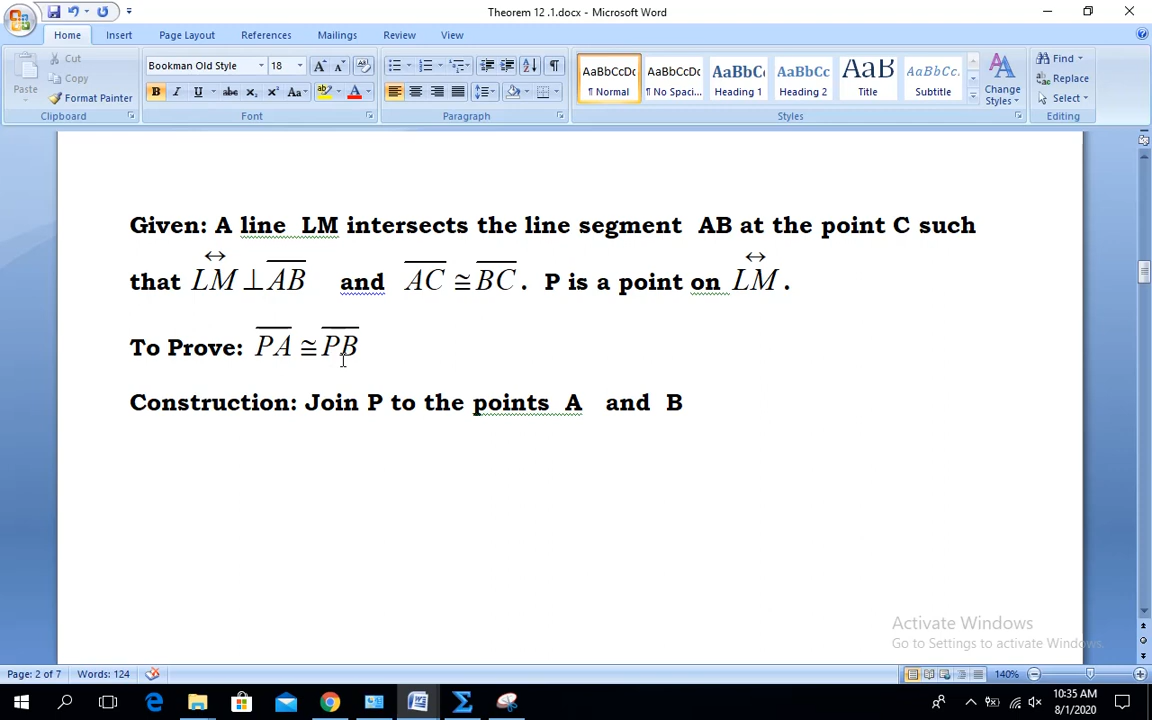 Theorem 12 .1.docx - Microsoft Word
Home Insert Page Layout References Mailings Review View
Cut
Copy
Format Painter
Paste
Bookman Old Style 18
B I U abc x₂ x² Aa A
AaBbCcDc AaBbCcDc AaBbC AaBbCc AaB AaBbCc.
¶ Normal ¶ No Spaci... Heading 1 Heading 2 Title Subtitle
Change Styles
Find
Replace
Select
Clipboard Font Paragraph Styles Editing
Given: A line LM intersects the line segment AB at the point C such
that LM ⊥ AB and AC ≅ BC . P is a point on LM .
To Prove: PA ≅ PB
Construction: Join P to the points A and B
Activate Windows
Go to Settings to activate Windows.
Page: 2 of 7 Words: 124 140%
10:35 AM
8/1/2020